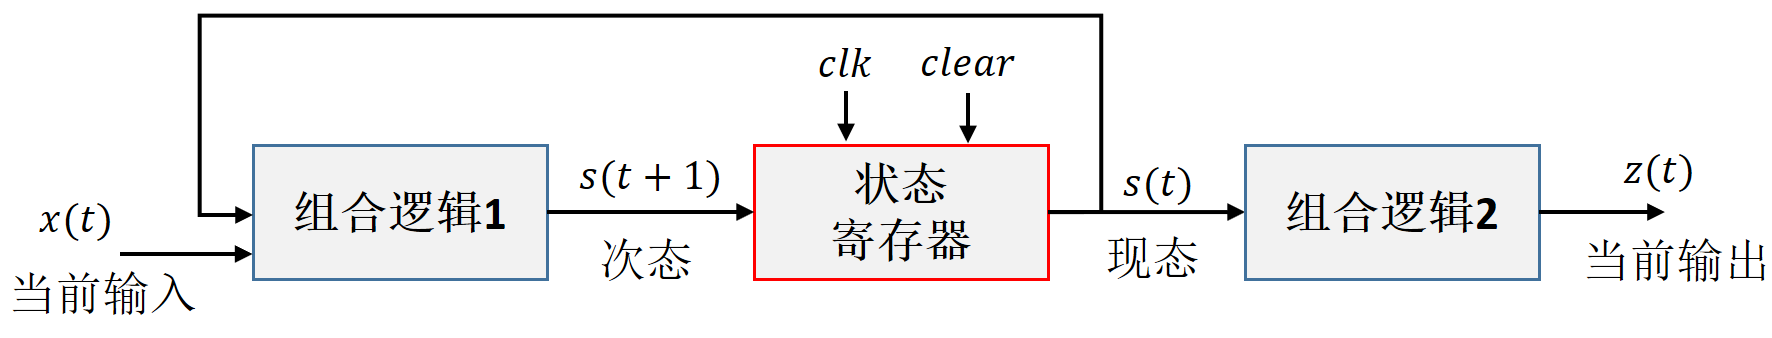 clk
clear
x(t)
当前输入
组合逻辑1
s(t + 1)
次态
状态
寄存器
s(t)
现态
组合逻辑2
z(t)
当前输出